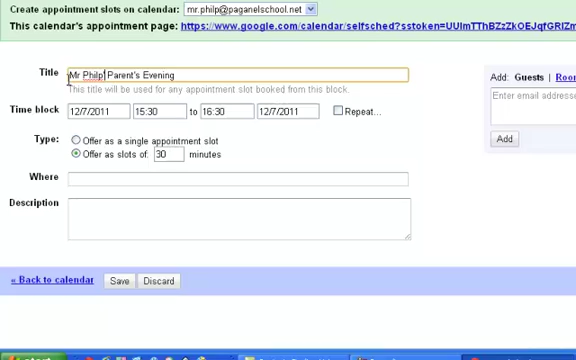 Create appointment slots on calendar: mr.philp@paganelschool.net
This calendar's appointment page: https://www.google.com/calendar/selfsched?sstoken=UUlmTThBZzZkOEJqfGRlZm
Title Mr Philp Parent's Evening
This title will be used for any appointment slot booked from this block.
Time block 12/7/2011 15:30 to 16:30 12/7/2011 Repeat...
Type: Offer as a single appointment slot
Offer as slots of: 30 minutes
Where
Description
« Back to calendar Save Discard
Add: Guests | Room
Enter email addresse
Add